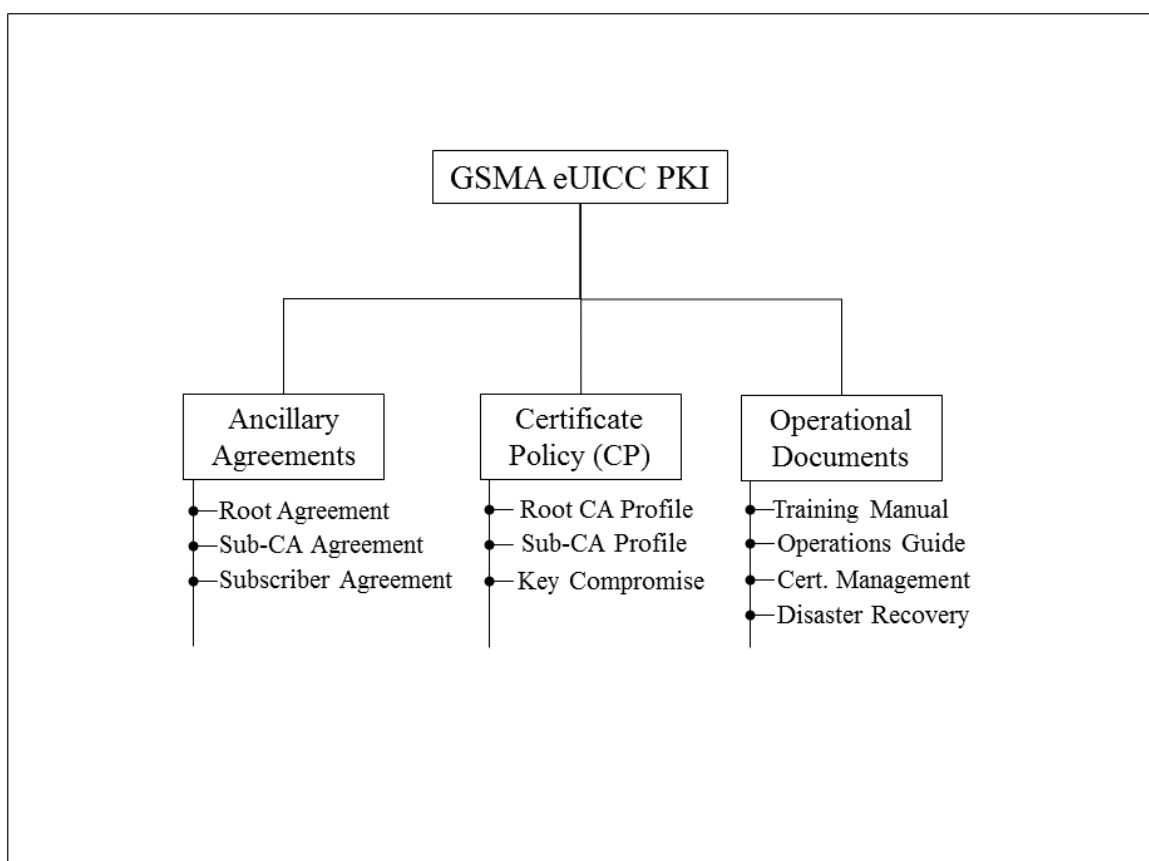 GSMA eUICC PKI
Ancillary
Agreements
Root Agreement
Sub-CA Agreement
Subscriber Agreement
Certificate
Policy (CP)
Root CA Profile
Sub-CA Profile
Key Compromise
Operational
Documents
Training Manual
Operations Guide
Cert. Management
Disaster Recovery